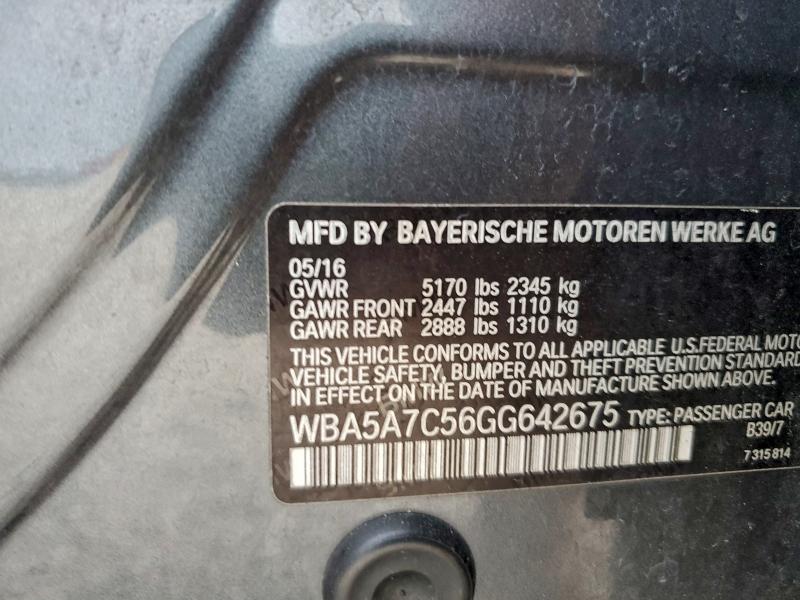 MFD BY BAYERISCHE MOTOREN WERKE AG
05/16
GVWR 5170 lbs 2345 kg
GAWR FRONT 2447 lbs 1110 kg
GAWR REAR 2888 lbs 1310 kg
THIS VEHICLE CONFORMS TO ALL APPLICABLE U.S.FEDERAL MOTO
VEHICLE SAFETY, BUMPER AND THEFT PREVENTION STANDARD
IN EFFECT ON THE DATE OF MANUFACTURE SHOWN ABOVE.
WBA5A7C56GG642675 TYPE: PASSENGER CAR
B39/7
7 315 814